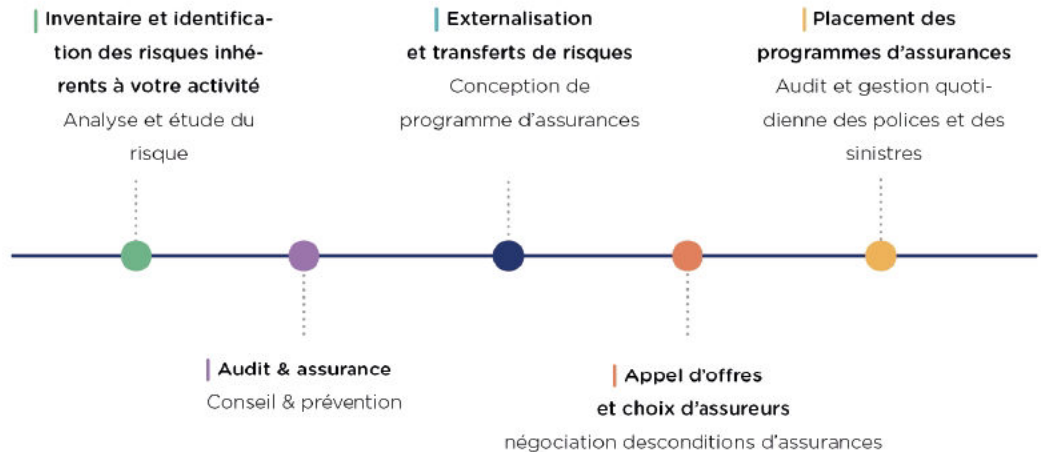 Inventaire et identifica-
tion des risques inhé-
rents à votre activité
Analyse et étude du
risque
Audit & assurance
Conseil & prévention
Externalisation
et transferts de risques
Conception de
programme d'assurances
Appel d'offres
et choix d'assureurs
négociation desconditions d'assurances
Placement des
programmes d'assurances
Audit et gestion quoti-
dienne des polices et des
sinistres